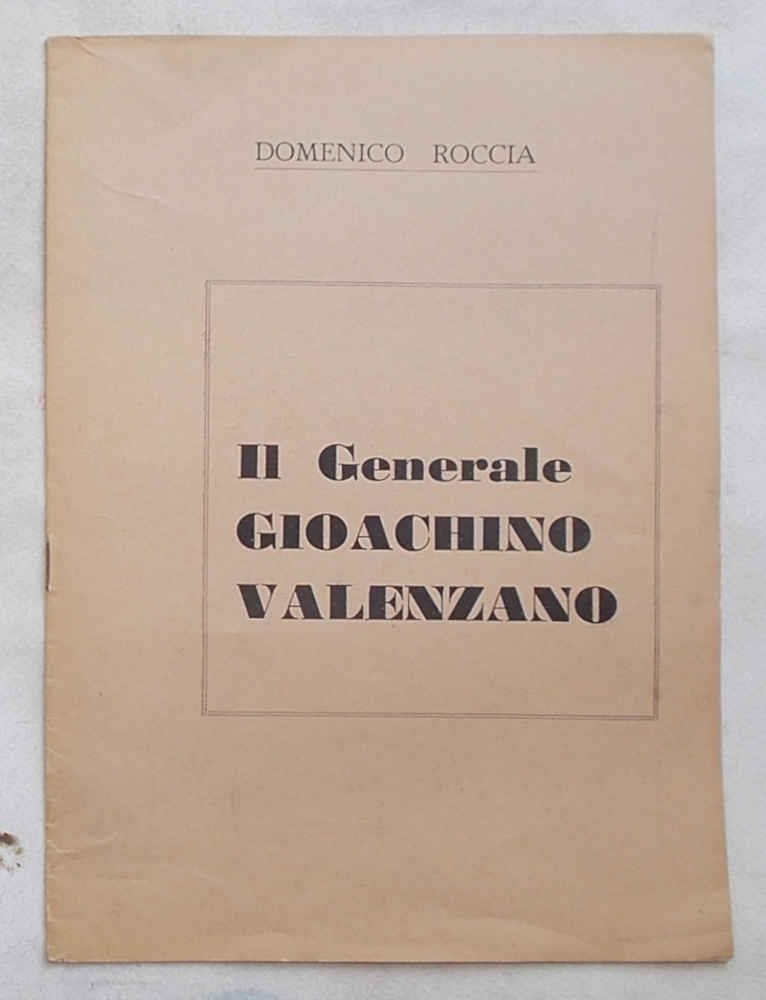 DOMENICO ROCCIA
Il Generale
GIOACHINO
VALENZANO